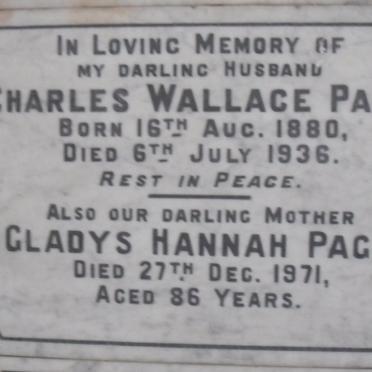 In Loving Memory of
my darling Husband
Charles Wallace Pa
Born 16th Aug. 1880,
Died 6th July 1936.
Rest in Peace.
Also our darling Mother
Gladys Hannah Pag
Died 27th Dec. 1971,
Aged 86 Years.